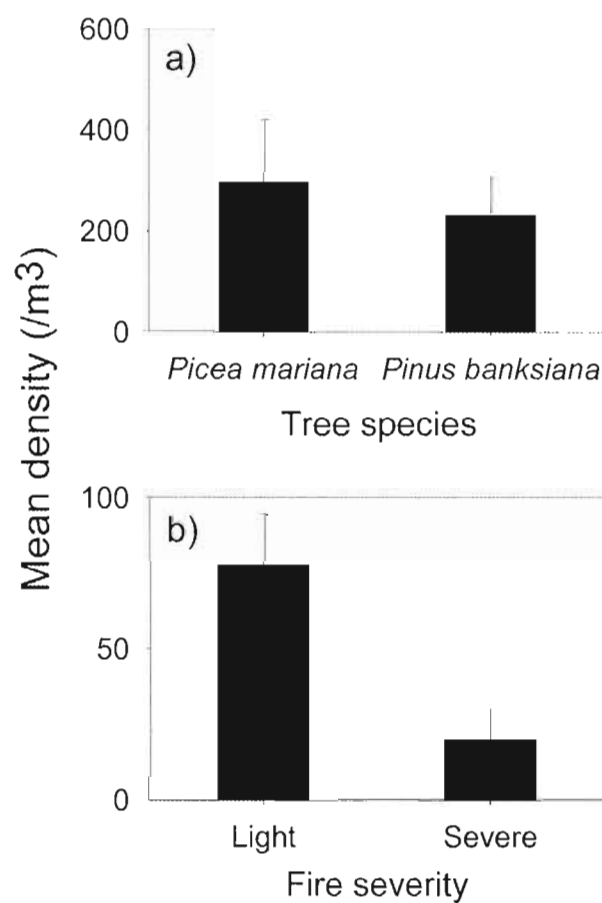 Mean density (/m3)
a)
600
400
200
0
Picea mariana Pinus banksiana
Tree species
b)
100
50
0
Light Severe
Fire severity